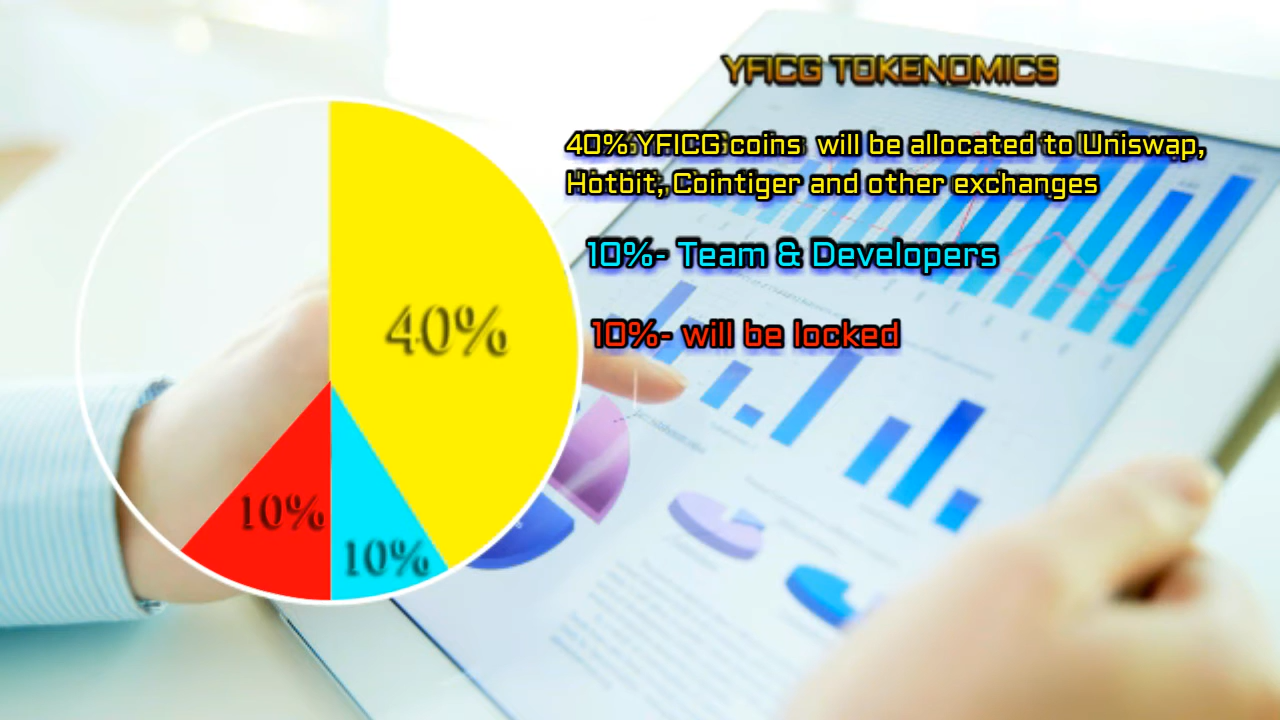 YFICG TOKENOMICS
40% YFICG coins will be allocated to Uniswap,
Hotbit, Cointiger and other exchanges
10%- Team & Developers
10%- will be locked
40%
10%
10%